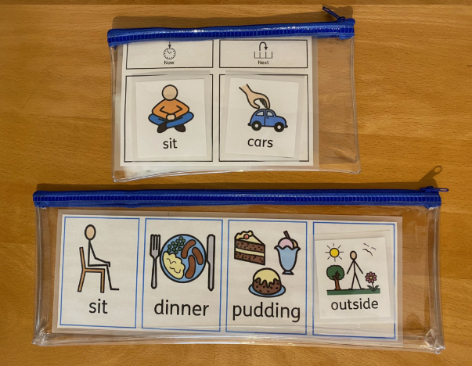 Now Next
sit cars
sit dinner pudding outside